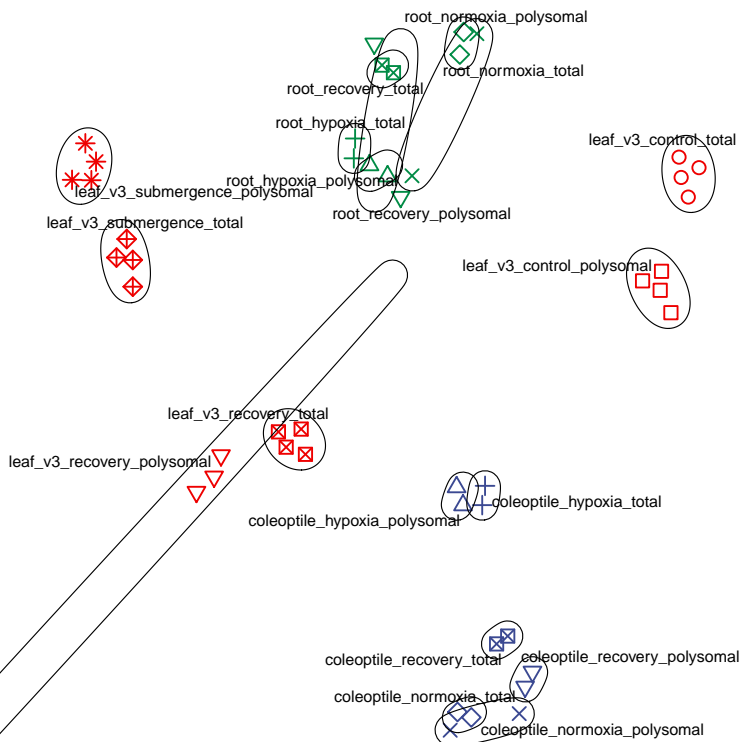 root_normoxia_polysomal
root_normoxia_total
root_recovery_total
root_hypoxia_total
leaf_v3_control_total
root_hypoxia_polysomal
leaf_v3_submergence_polysomal
root_recovery_polysomal
leaf_v3_submergence_total
leaf_v3_control_polysomal
leaf_v3_recovery_total
leaf_v3_recovery_polysomal
coleoptile_hypoxia_total
coleoptile_hypoxia_polysomal
coleoptile_recovery_polysomal
coleoptile_recovery_total
coleoptile_normoxia_total
coleoptile_normoxia_polysomal